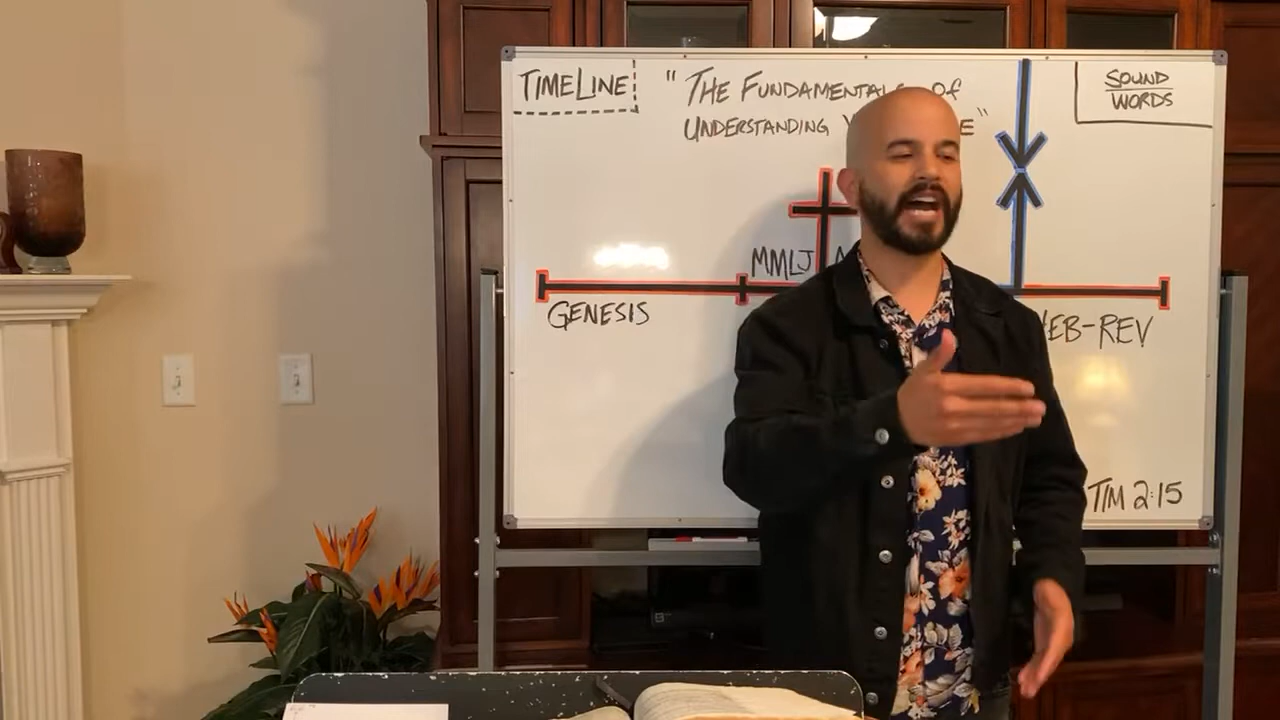 TIMELINE
"THE FUNDAMENTALS OF
UNDERSTANDING
SOUND
WORDS
MMLJ
GENESIS
HEB-REV
TIM 2:15